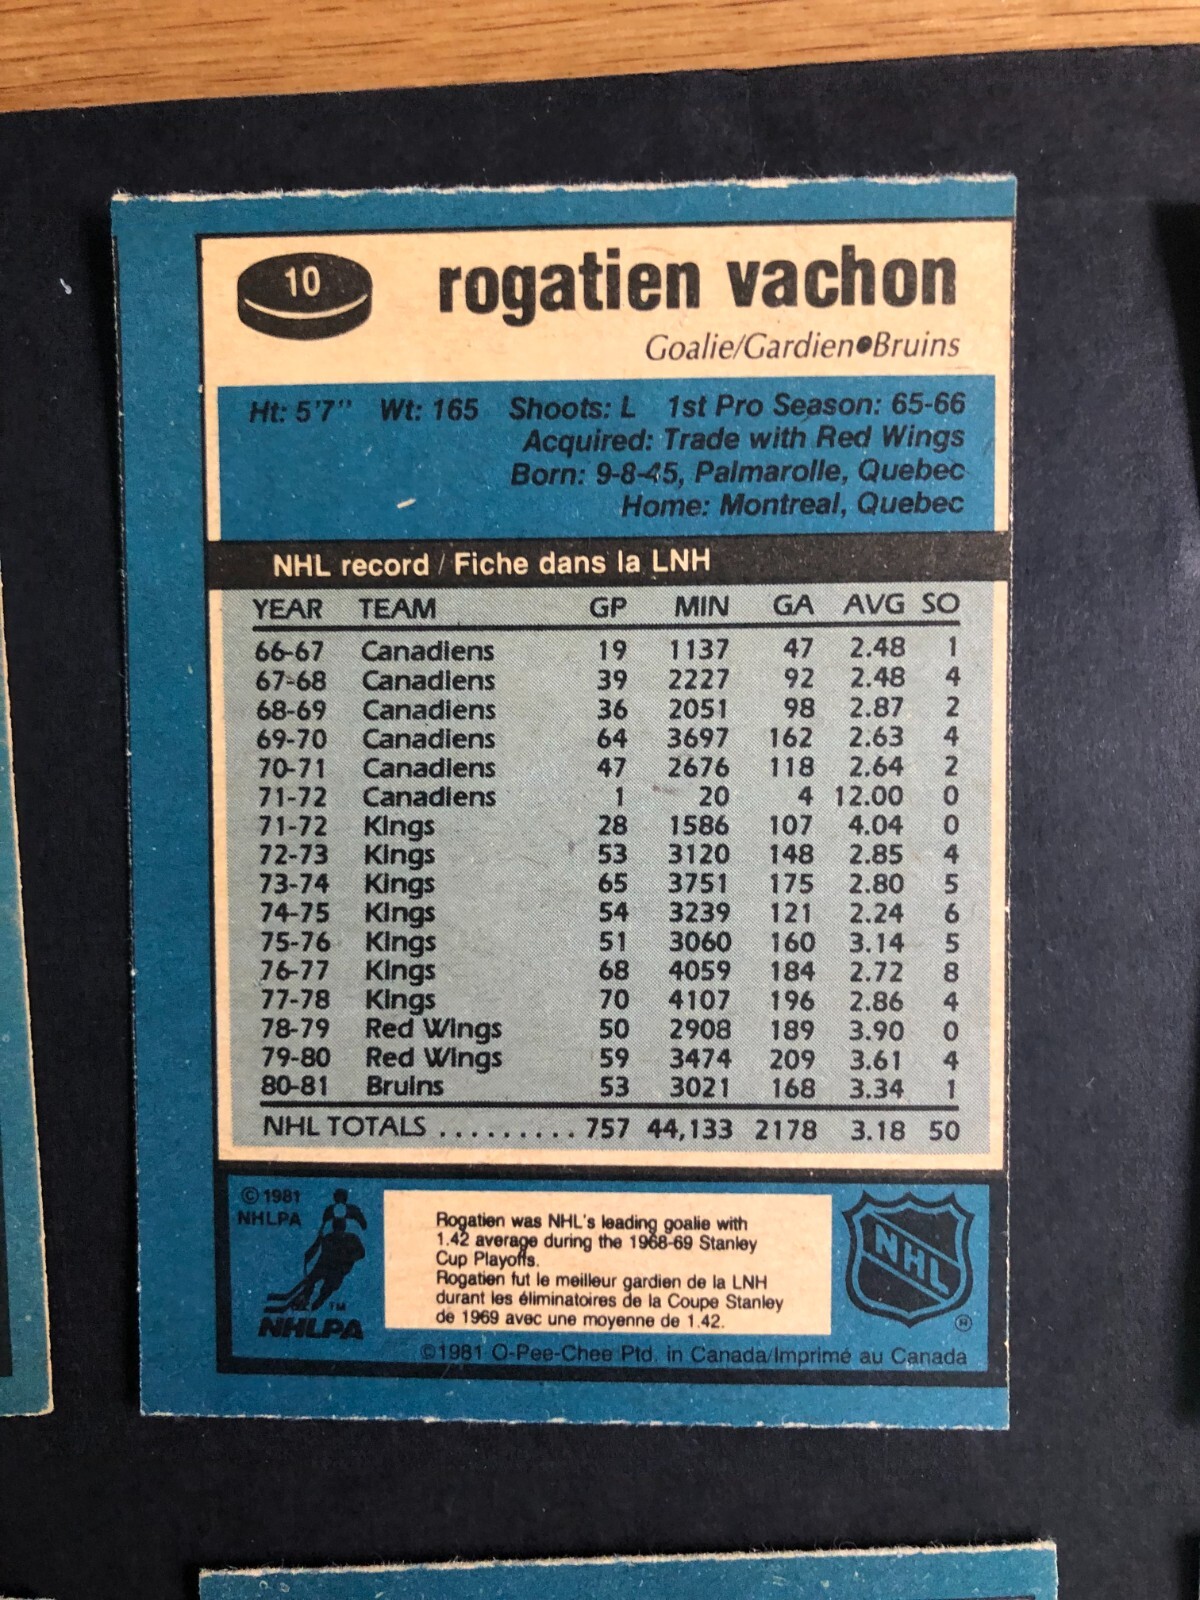 10
rogatien vachon
Goalie/Gardien●Bruins
Ht: 5'7" Wt: 165 Shoots: L 1st Pro Season: 65-66
Acquired: Trade with Red Wings
Born: 9-8-45, Palmarolle, Quebec
Home: Montreal, Quebec
NHL record / Fiche dans la LNH
YEAR TEAM GP MIN GA AVG SO
66-67 Canadiens 19 1137 47 2.48 1
67-68 Canadiens 39 2227 92 2.48 4
68-69 Canadiens 36 2051 98 2.87 2
69-70 Canadiens 64 3697 162 2.63 4
70-71 Canadiens 47 2676 118 2.64 2
71-72 Canadiens 1 20 4 12.00 0
71-72 Kings 28 1586 107 4.04 0
72-73 Kings 53 3120 148 2.85 4
73-74 Kings 65 3751 175 2.80 5
74-75 Kings 54 3239 121 2.24 6
75-76 Kings 51 3060 160 3.14 5
76-77 Kings 68 4059 184 2.72 8
77-78 Kings 70 4107 196 2.86 4
78-79 Red Wings 50 2908 189 3.90 0
79-80 Red Wings 59 3474 209 3.61 4
80-81 Bruins 53 3021 168 3.34 1
NHL TOTALS .......... 757 44,133 2178 3.18 50
© 1981
NHLPA
TM
NHLPA
Rogatien was NHL's leading goalie with
1.42 average during the 1968-69 Stanley
Cup Playoffs.
Rogatien fut le meilleur gardien de la LNH
durant les éliminatoires de la Coupe Stanley
de 1969 avec une moyenne de 1.42.
NHL
®
©1981 O-Pee-Chee Ptd. in Canada/Imprimé au Canada